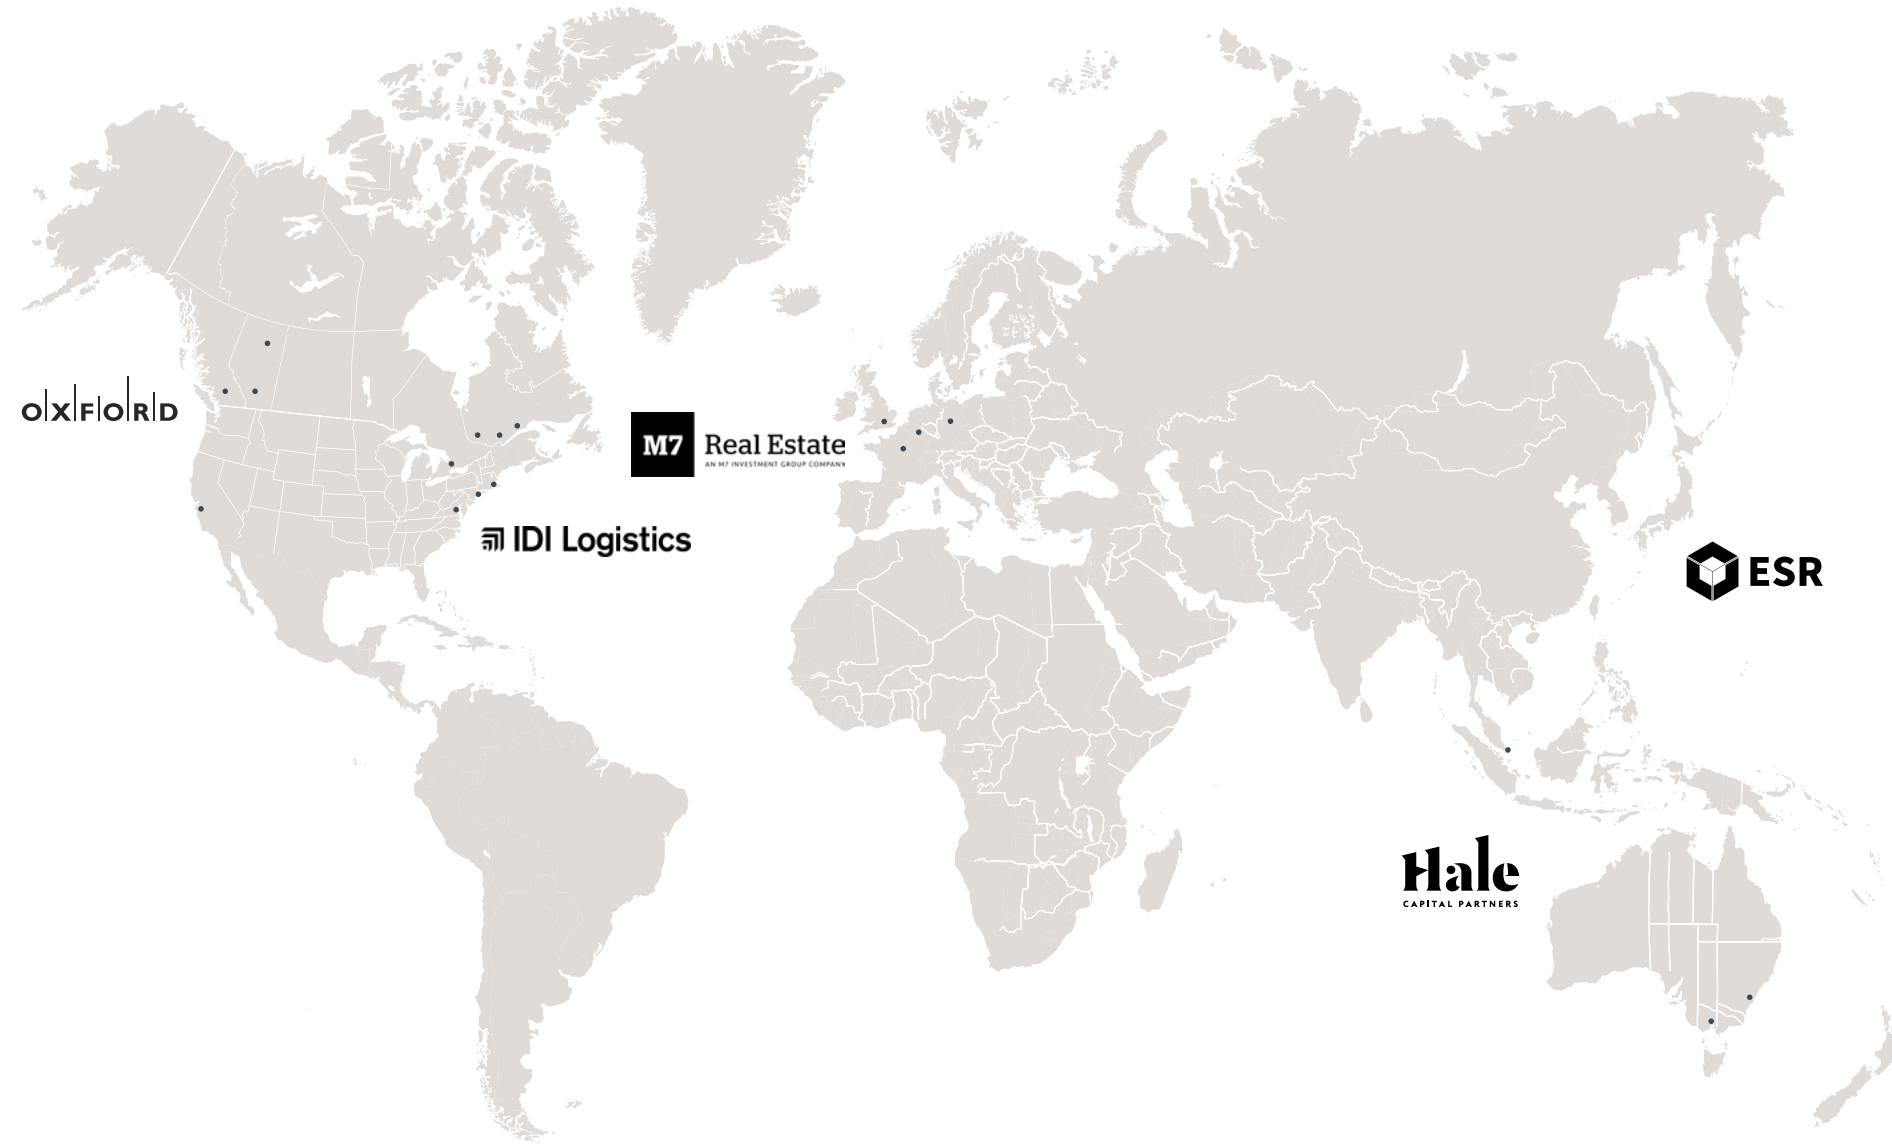 OXFORD
M7 Real Estate
AN M7 INVESTMENT GROUP COMPANY
IDI Logistics
ESR
Hale
CAPITAL PARTNERS